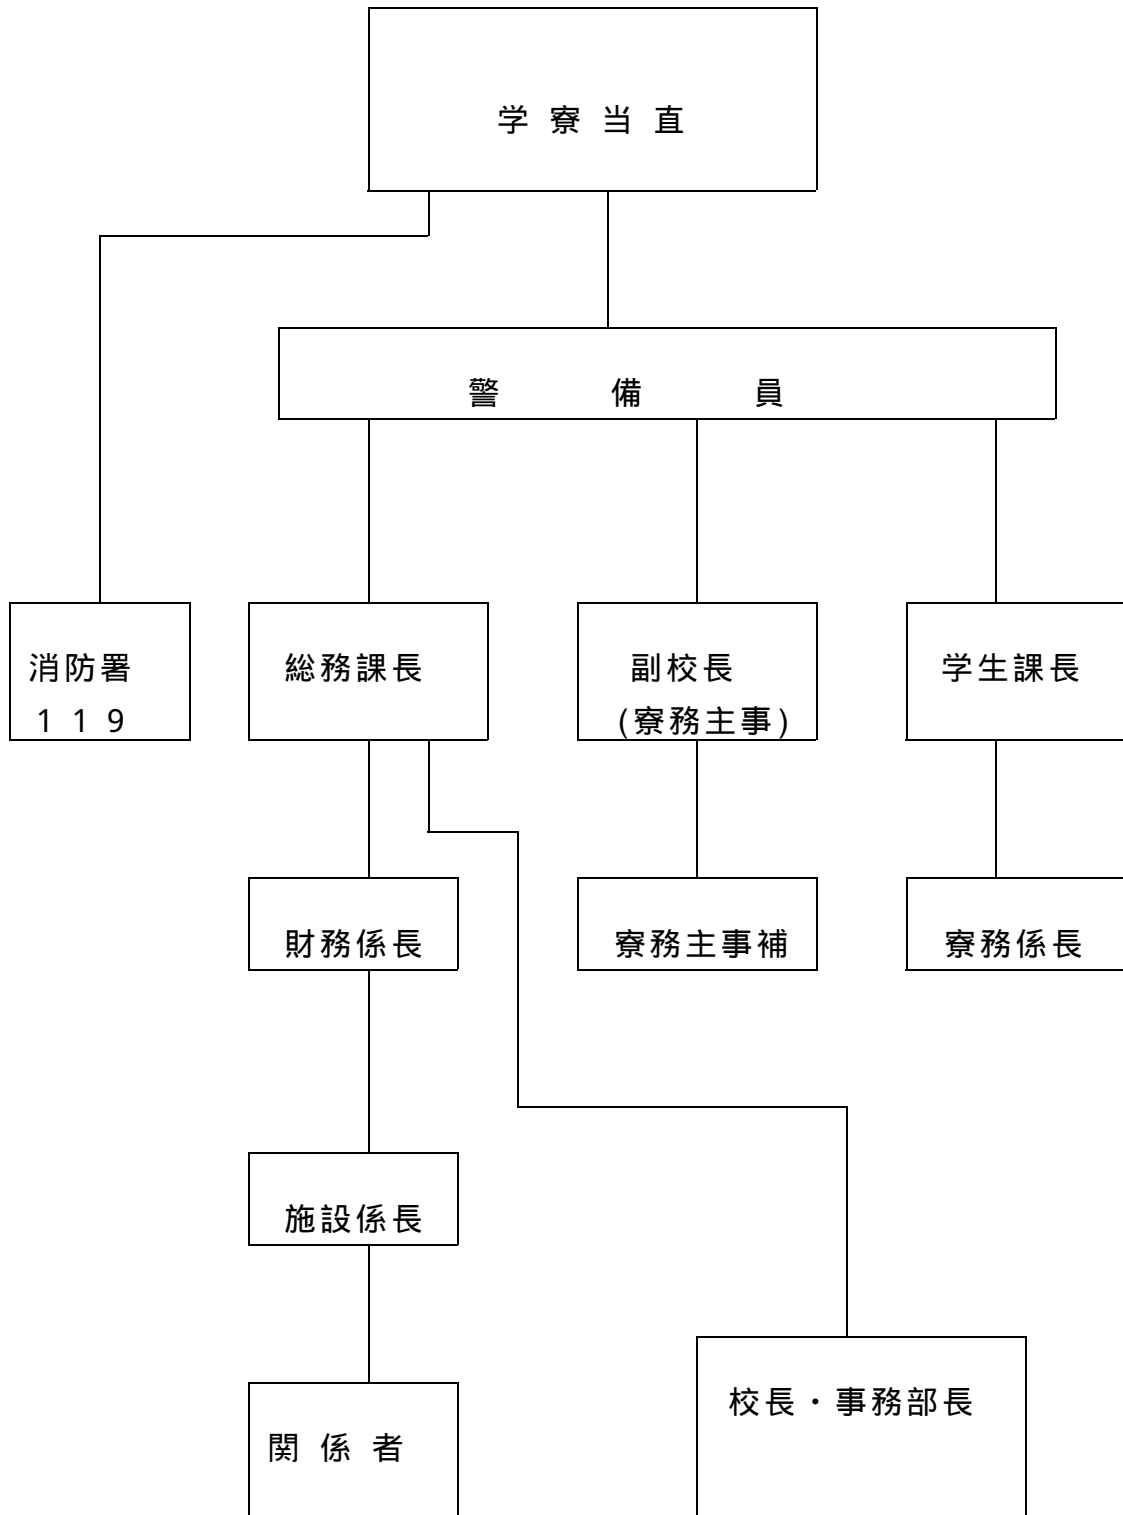 学 寮 当 直
警 備 員
消防署
１１９
総務課長
副校長
(寮務主事)
学生課長
財務係長
寮務主事補
寮務係長
施設係長
校長・事務部長
関 係 者